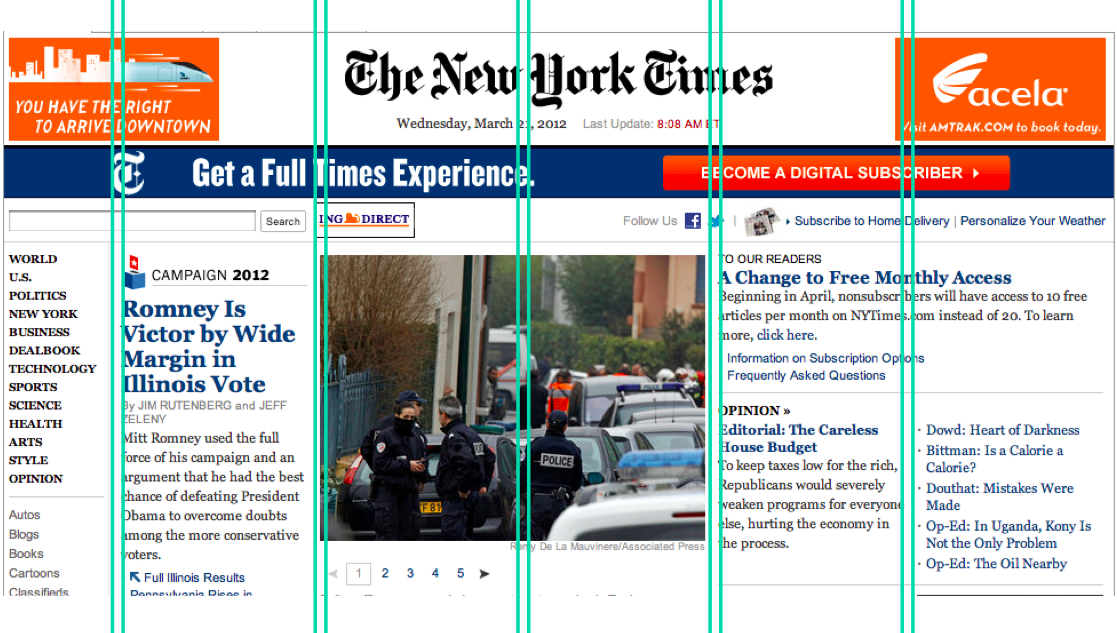 YOU HAVE THE RIGHT
TO ARRIVE DOWNTOWN
The New York Times
Wednesday, March 21, 2012
Last Update: 8:08 AM ET
acela
Visit AMTRAK.COM to book today.
T
Get a Full Times Experience.
BECOME A DIGITAL SUBSCRIBER
Search
ING DIRECT
Follow Us
Subscribe to Home Delivery | Personalize Your Weather
WORLD
U.S.
POLITICS
NEW YORK
BUSINESS
DEALBOOK
TECHNOLOGY
SPORTS
SCIENCE
HEALTH
ARTS
STYLE
OPINION
Autos
Blogs
Books
Cartoons
Classifieds
CAMPAIGN 2012
Romney Is
Victor by Wide
Margin in
Illinois Vote
By JIM RUTENBERG and JEFF
ZELENY
Mitt Romney used the full
force of his campaign and an
argument that he had the best
chance of defeating President
Obama to overcome doubts
among the more conservative
voters.
Full Illinois Results
Pennsylvania Rises in
POLICE
Remy De La Mauvinere/Associated Press
1 2 3 4 5
TO OUR READERS
A Change to Free Monthly Access
Beginning in April, nonsubscribers will have access to 10 free
articles per month on NYTimes.com instead of 20. To learn
more, click here.
Information on Subscription Options
Frequently Asked Questions
OPINION »
Editorial: The Careless
House Budget
To keep taxes low for the rich,
Republicans would severely
weaken programs for everyone
else, hurting the economy in
the process.
· Dowd: Heart of Darkness
· Bittman: Is a Calorie a
Calorie?
· Douthat: Mistakes Were
Made
· Op-Ed: In Uganda, Kony Is
Not the Only Problem
· Op-Ed: The Oil Nearby